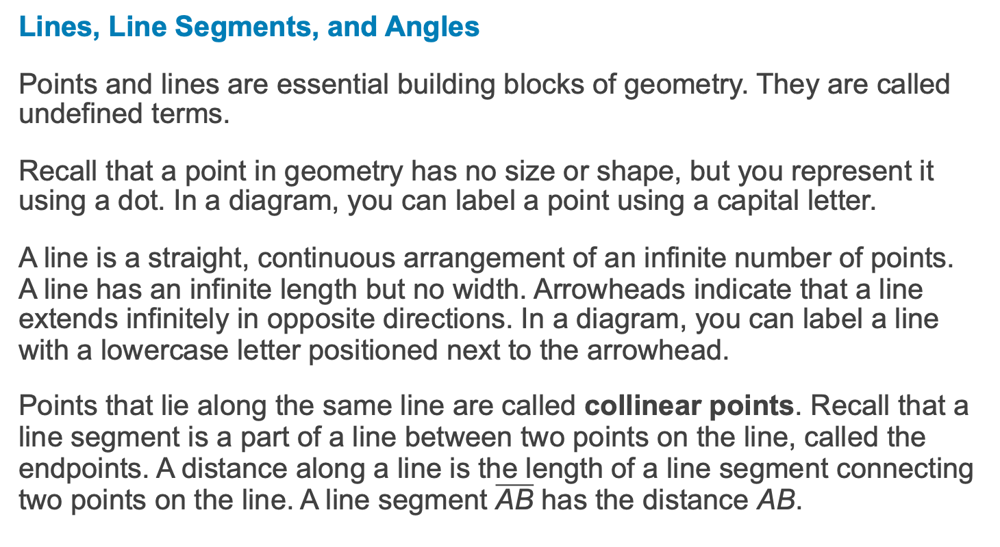 Lines, Line Segments, and Angles
Points and lines are essential building blocks of geometry. They are called
undefined terms.
Recall that a point in geometry has no size or shape, but you represent it
using a dot. In a diagram, you can label a point using a capital letter.
A line is a straight, continuous arrangement of an infinite number of points.
A line has an infinite length but no width. Arrowheads indicate that a line
extends infinitely in opposite directions. In a diagram, you can label a line
with a lowercase letter positioned next to the arrowhead.
Points that lie along the same line are called collinear points. Recall that a
line segment is a part of a line between two points on the line, called the
endpoints. A distance along a line is the length of a line segment connecting
two points on the line. A line segment A̅B̅ has the distance AB.